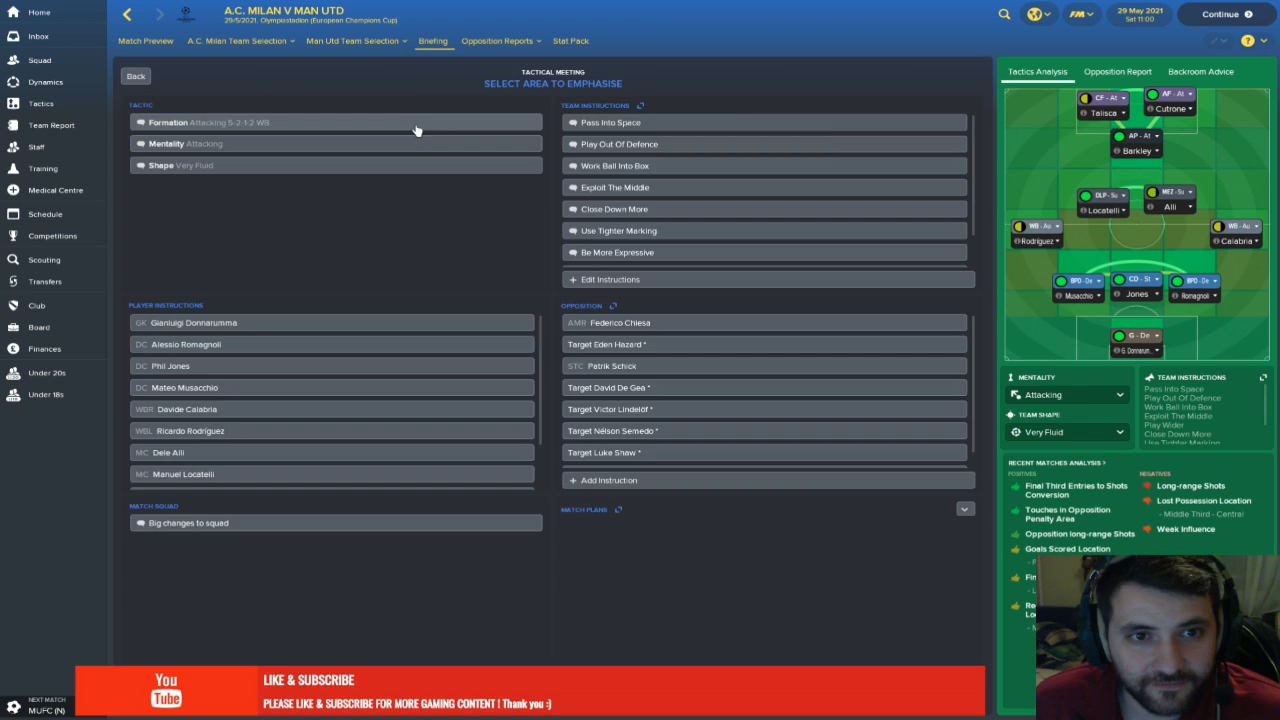 Home
Inbox
Squad
Dynamics
Tactics
Team Report
Staff
Training
Medical Centre
Schedule
Competitions
Scouting
Transfers
Club
Board
Finances
Under 20s
Under 18s
NEXT MATCH
MUFC (N)
A.C. MILAN V MAN UTD
29/5/2021, Olympiastadion (European Champions Cup)
FM
29 May 2021
Sat 11:00
Continue
Match Preview
A.C. Milan Team Selection
Man Utd Team Selection
Briefing
Opposition Reports
Stat Pack
?
Back
TACTICAL MEETING
SELECT AREA TO EMPHASISE
TACTIC
Formation Attacking 5-2-1-2 WB
Mentality Attacking
Shape Very Fluid
TEAM INSTRUCTIONS
Pass Into Space
Play Out Of Defence
Work Ball Into Box
Exploit The Middle
Close Down More
Use Tighter Marking
Be More Expressive
+ Edit Instructions
PLAYER INSTRUCTIONS
GK Gianluigi Donnarumma
DC Alessio Romagnoli
DC Phil Jones
DC Mateo Musacchio
WBR Davide Calabria
WBL Ricardo Rodríguez
MC Dele Alli
MC Manuel Locatelli
OPPOSITION
AMR Federico Chiesa
Target Eden Hazard *
STC Patrik Schick
Target David De Gea *
Target Victor Lindelöf *
Target Nélson Semedo *
Target Luke Shaw *
+ Add Instruction
MATCH SQUAD
Big changes to squad
MATCH PLANS
Tactics Analysis
Opposition Report
Backroom Advice
CF - At
Talisca
AF - At
Cutrone
AP - At
Barkley
DLP - Su
Locatelli
MEZ - Su
Alli
WB - Au
Rodríguez
WB - Au
Calabria
BPD - De
Musacchio
CD - St
Jones
BPD - De
Romagnoli
G - De
G. Donnarum...
MENTALITY
Attacking
TEAM SHAPE
Very Fluid
TEAM INSTRUCTIONS
Pass Into Space
Play Out Of Defence
Work Ball Into Box
Exploit The Middle
Play Wider
Close Down More
Use Tighter Marking
RECENT MATCHES ANALYSIS >
POSITIVES
Final Third Entries to Shots
Conversion
Touches in Opposition
Penalty Area
Opposition long-range Shots
Goals Scored Location
NEGATIVES
Long-range Shots
Lost Possession Location
- Middle Third - Central
Weak Influence
You
Tube
LIKE & SUBSCRIBE
PLEASE LIKE & SUBSCRIBE FOR MORE GAMING CONTENT ! Thank you :)